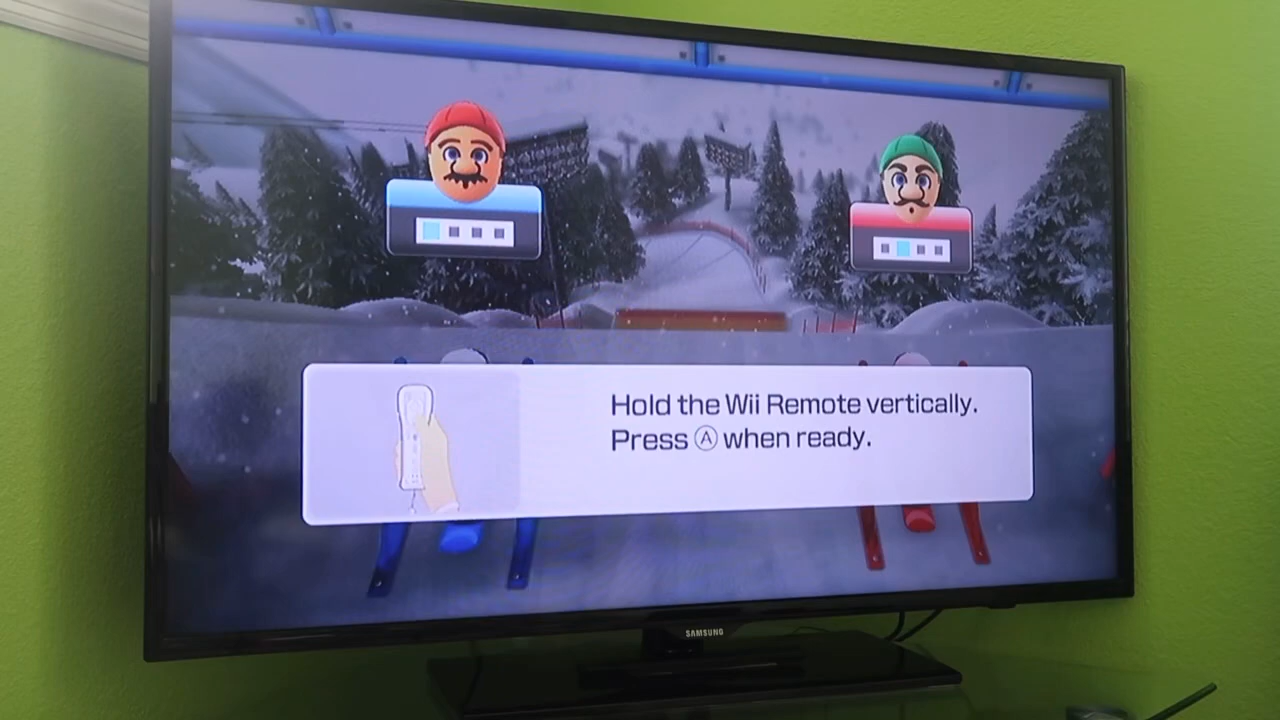 Hold the Wii Remote vertically.
Press Ⓐ when ready.
SAMSUNG